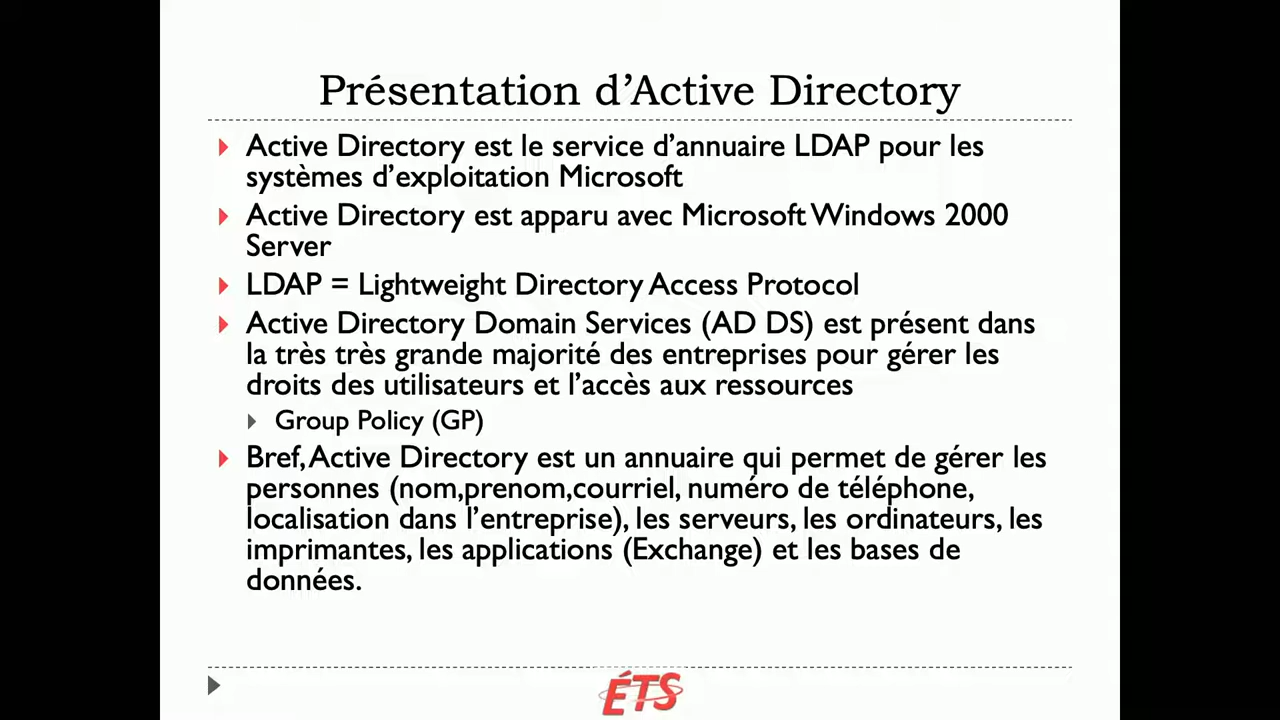 Présentation d’Active Directory
Active Directory est le service d’annuaire LDAP pour les
systèmes d’exploitation Microsoft
Active Directory est apparu avec Microsoft Windows 2000
Server
LDAP = Lightweight Directory Access Protocol
Active Directory Domain Services (AD DS) est présent dans
la très très grande majorité des entreprises pour gérer les
droits des utilisateurs et l’accès aux ressources
Group Policy (GP)
Bref, Active Directory est un annuaire qui permet de gérer les
personnes (nom,prenom,courriel, numéro de téléphone,
localisation dans l’entreprise), les serveurs, les ordinateurs, les
imprimantes, les applications (Exchange) et les bases de
données.
ÉTS